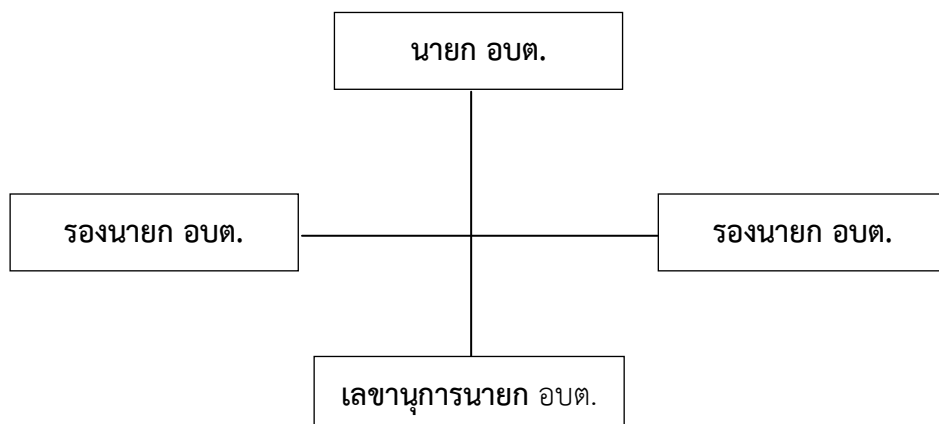 นายก อบต.
รองนายก อบต.
รองนายก อบต.
เลขานุการนายก อบต.